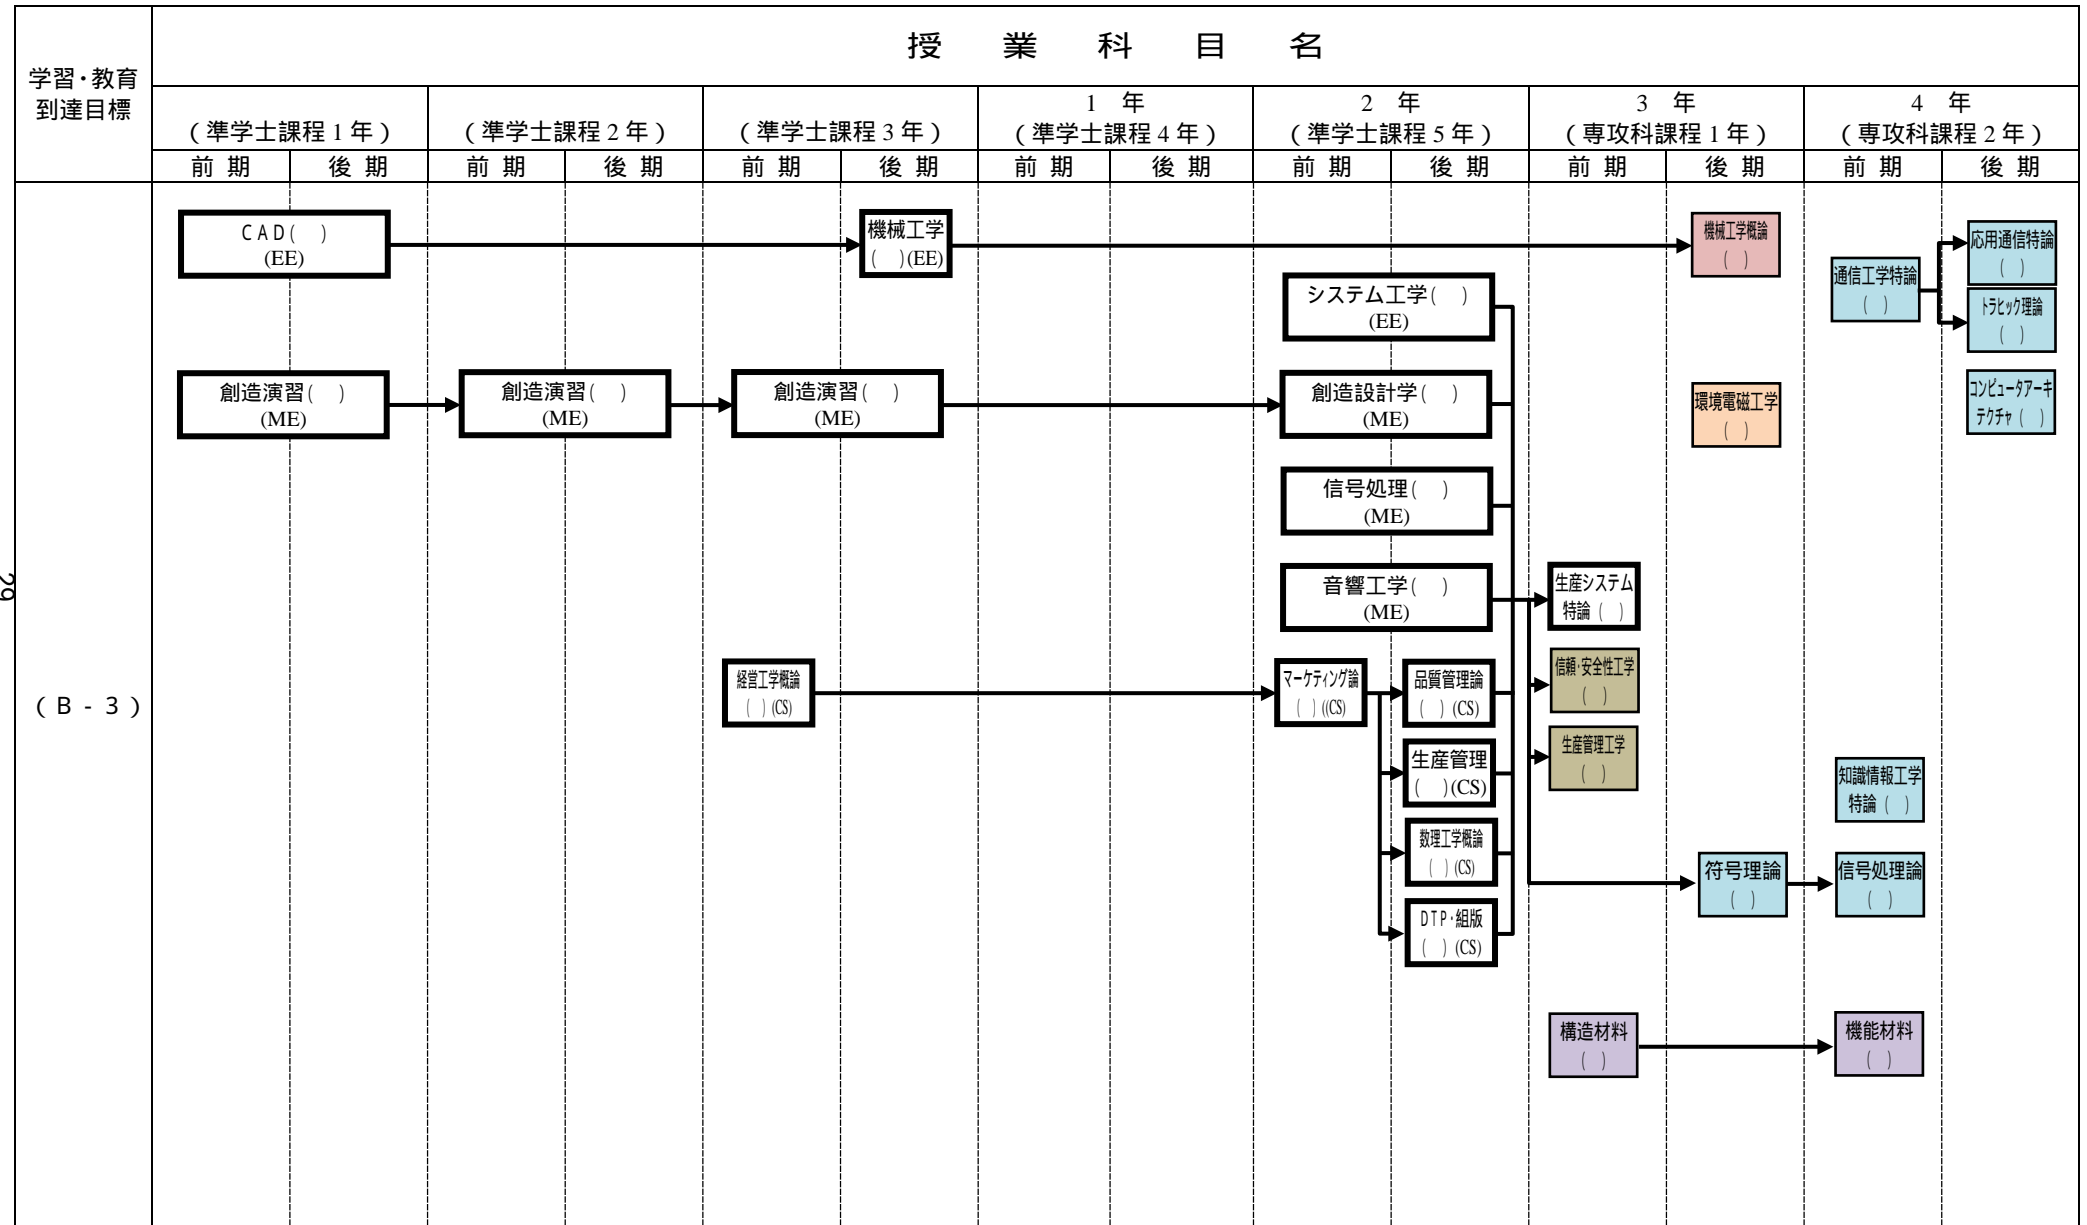 授業科目名
学習・教育
到達目標
(準学士課程1年)
(準学士課程2年)
(準学士課程3年)
1 年
(準学士課程4年)
2 年
(準学士課程5年)
3 年
(専攻科課程1年)
4 年
(専攻科課程2年)
前期 後期 前期 後期 前期 後期 前期 後期 前期 後期 前期 後期 前期 後期
(B-3)
CAD( )
(EE)
機械工学
( )(EE)
機械工学概論
( )
通信工学特論
( )
応用通信特論
( )
トラヒック理論
( )
システム工学( )
(EE)
創造演習( )
(ME)
創造演習( )
(ME)
創造演習( )
(ME)
創造設計学( )
(ME)
環境電磁工学
( )
コンピュータアーキ
テクチャ( )
信号処理( )
(ME)
音響工学( )
(ME)
生産システム
特論( )
経営工学概論
( )(CS)
マーケティング論
( )((CS)
品質管理論
( )(CS)
信頼・安全性工学
( )
生産管理
( )(CS)
生産管理工学
( )
知識情報工学
特論( )
数理工学概論
( )(CS)
符号理論
( )
信号処理論
( )
DTP・組版
( )(CS)
構造材料
( )
機能材料
( )
29